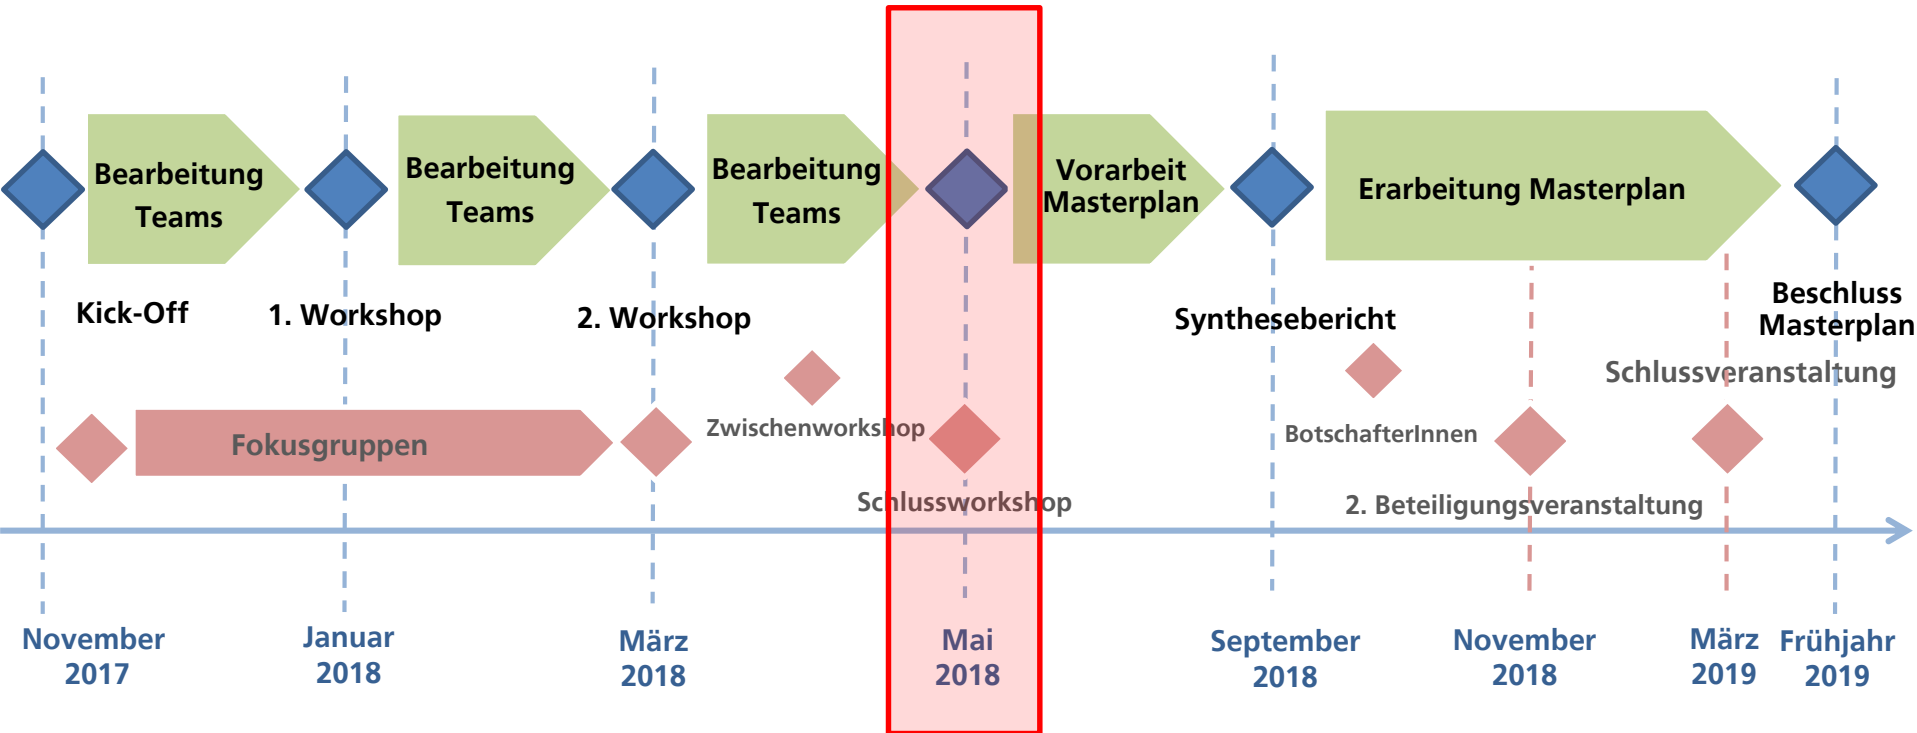 Bearbeitung
Teams
Bearbeitung
Teams
Bearbeitung
Teams
Vorarbeit
Masterplan
Erarbeitung Masterplan
Kick-Off
1. Workshop
2. Workshop
Synthesebericht
Beschluss
Masterplan
Schlussveranstaltung
Fokusgruppen
Zwischenworkshop
BotschafterInnen
Schlussworkshop
2. Beteiligungsveranstaltung
November
2017
Januar
2018
März
2018
Mai
2018
September
2018
November
2018
März
2019
Frühjahr
2019